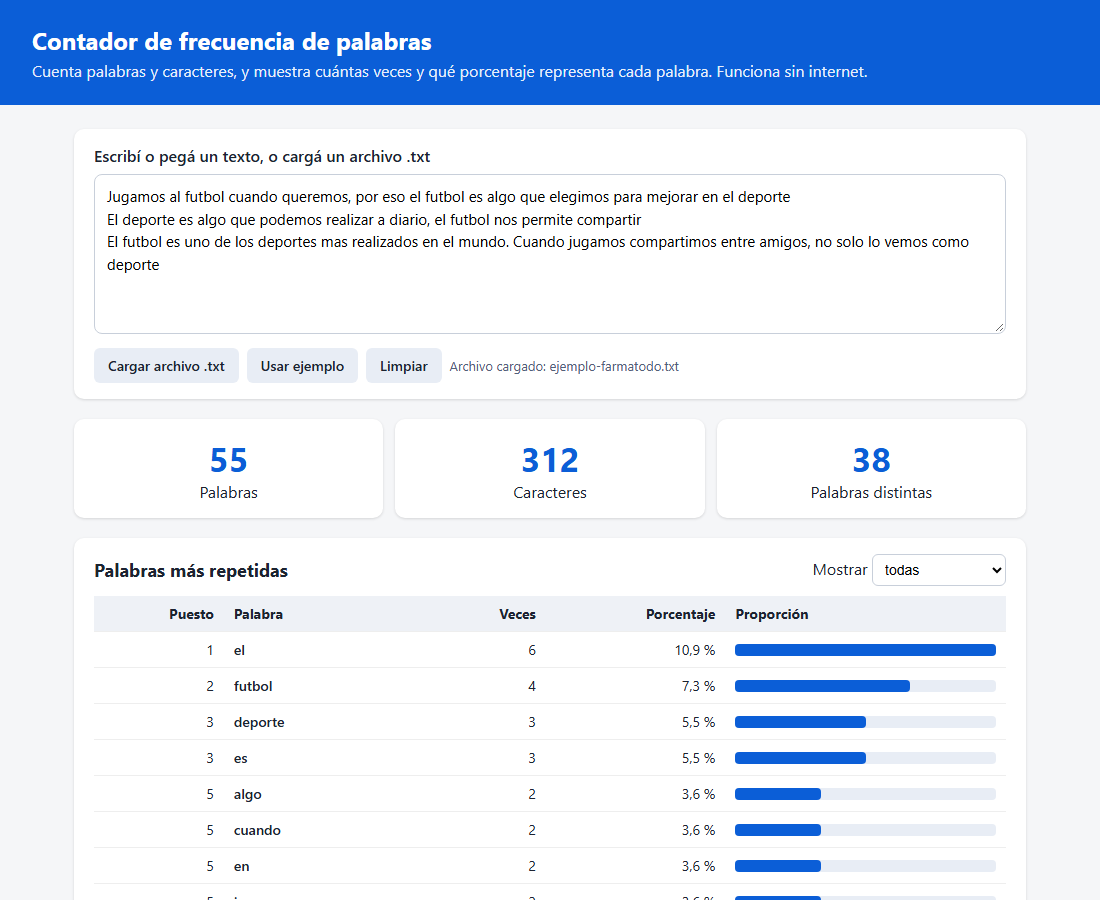 Contador de frecuencia de palabras
Cuenta palabras y caracteres, y muestra cuántas veces y qué porcentaje representa cada palabra. Funciona sin internet.
Escribí o pegá un texto, o cargá un archivo .txt
Jugamos al futbol cuando queremos, por eso el futbol es algo que elegimos para mejorar en el deporte
El deporte es algo que podemos realizar a diario, el futbol nos permite compartir
El futbol es uno de los deportes mas realizados en el mundo. Cuando jugamos compartimos entre amigos, no solo lo vemos como
deporte
Cargar archivo .txt Usar ejemplo Limpiar Archivo cargado: ejemplo-farmatodo.txt
55 312 38
Palabras Caracteres Palabras distintas
Palabras más repetidas Mostrar todas
Puesto Palabra Veces Porcentaje Proporción
1 el 6 10,9 %
2 futbol 4 7,3 %
3 deporte 3 5,5 %
3 es 3 5,5 %
5 algo 2 3,6 %
5 cuando 2 3,6 %
5 en 2 3,6 %